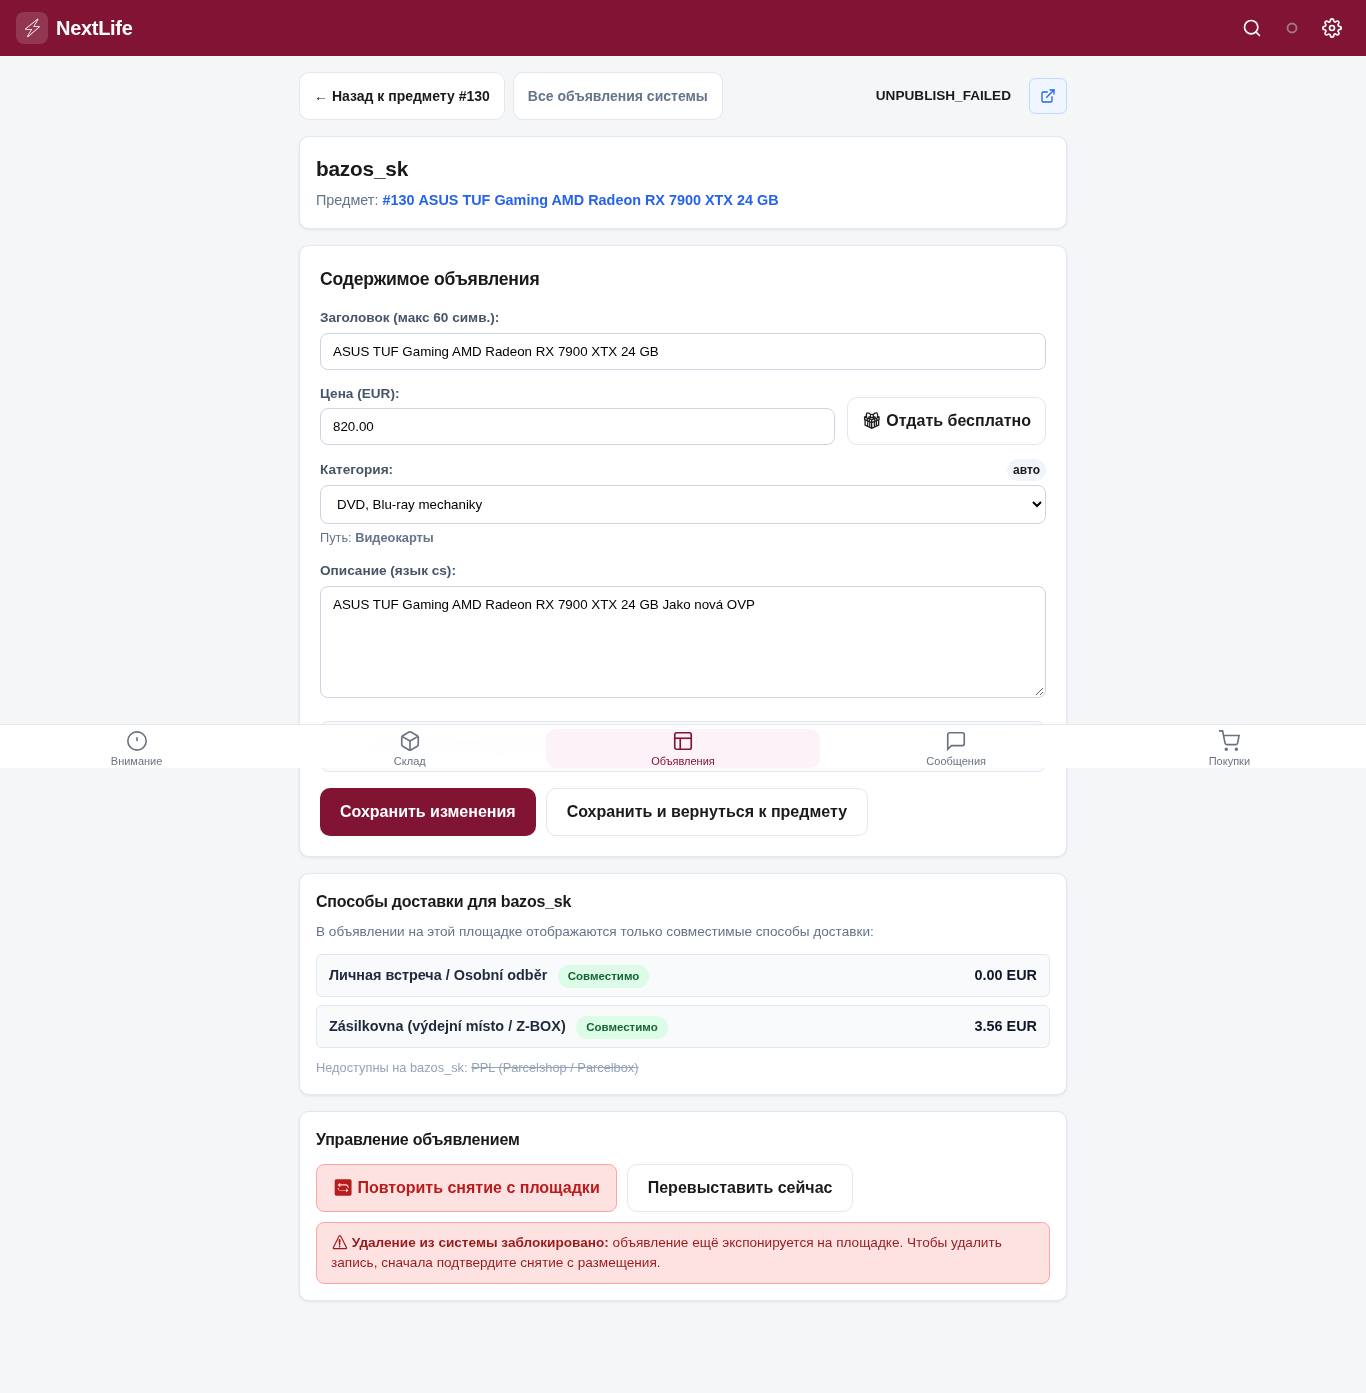 NextLife
← Назад к предмету #130
Все объявления системы
UNPUBLISH_FAILED
bazos_sk
Предмет: #130 ASUS TUF Gaming AMD Radeon RX 7900 XTX 24 GB
Содержимое объявления
Заголовок (макс 60 симв.):
ASUS TUF Gaming AMD Radeon RX 7900 XTX 24 GB
Цена (EUR):
820.00
Отдать бесплатно
Категория:
авто
DVD, Blu-ray mechaniky
Путь: Видеокарты
Описание (язык cs):
ASUS TUF Gaming AMD Radeon RX 7900 XTX 24 GB Jako nová OVP
Внимание
Склад
Объявления
Сообщения
Покупки
Сохранить изменения
Сохранить и вернуться к предмету
Способы доставки для bazos_sk
В объявлении на этой площадке отображаются только совместимые способы доставки:
Личная встреча / Osobní odběr
Совместимо
0.00 EUR
Zásilkovna (výdejní místo / Z-BOX)
Совместимо
3.56 EUR
Недоступны на bazos_sk: PPL (Parcelshop / Parcelbox)
Управление объявлением
Повторить снятие с площадки
Перевыставить сейчас
⚠ Удаление из системы заблокировано: объявление ещё экспонируется на площадке. Чтобы удалить
запись, сначала подтвердите снятие с размещения.